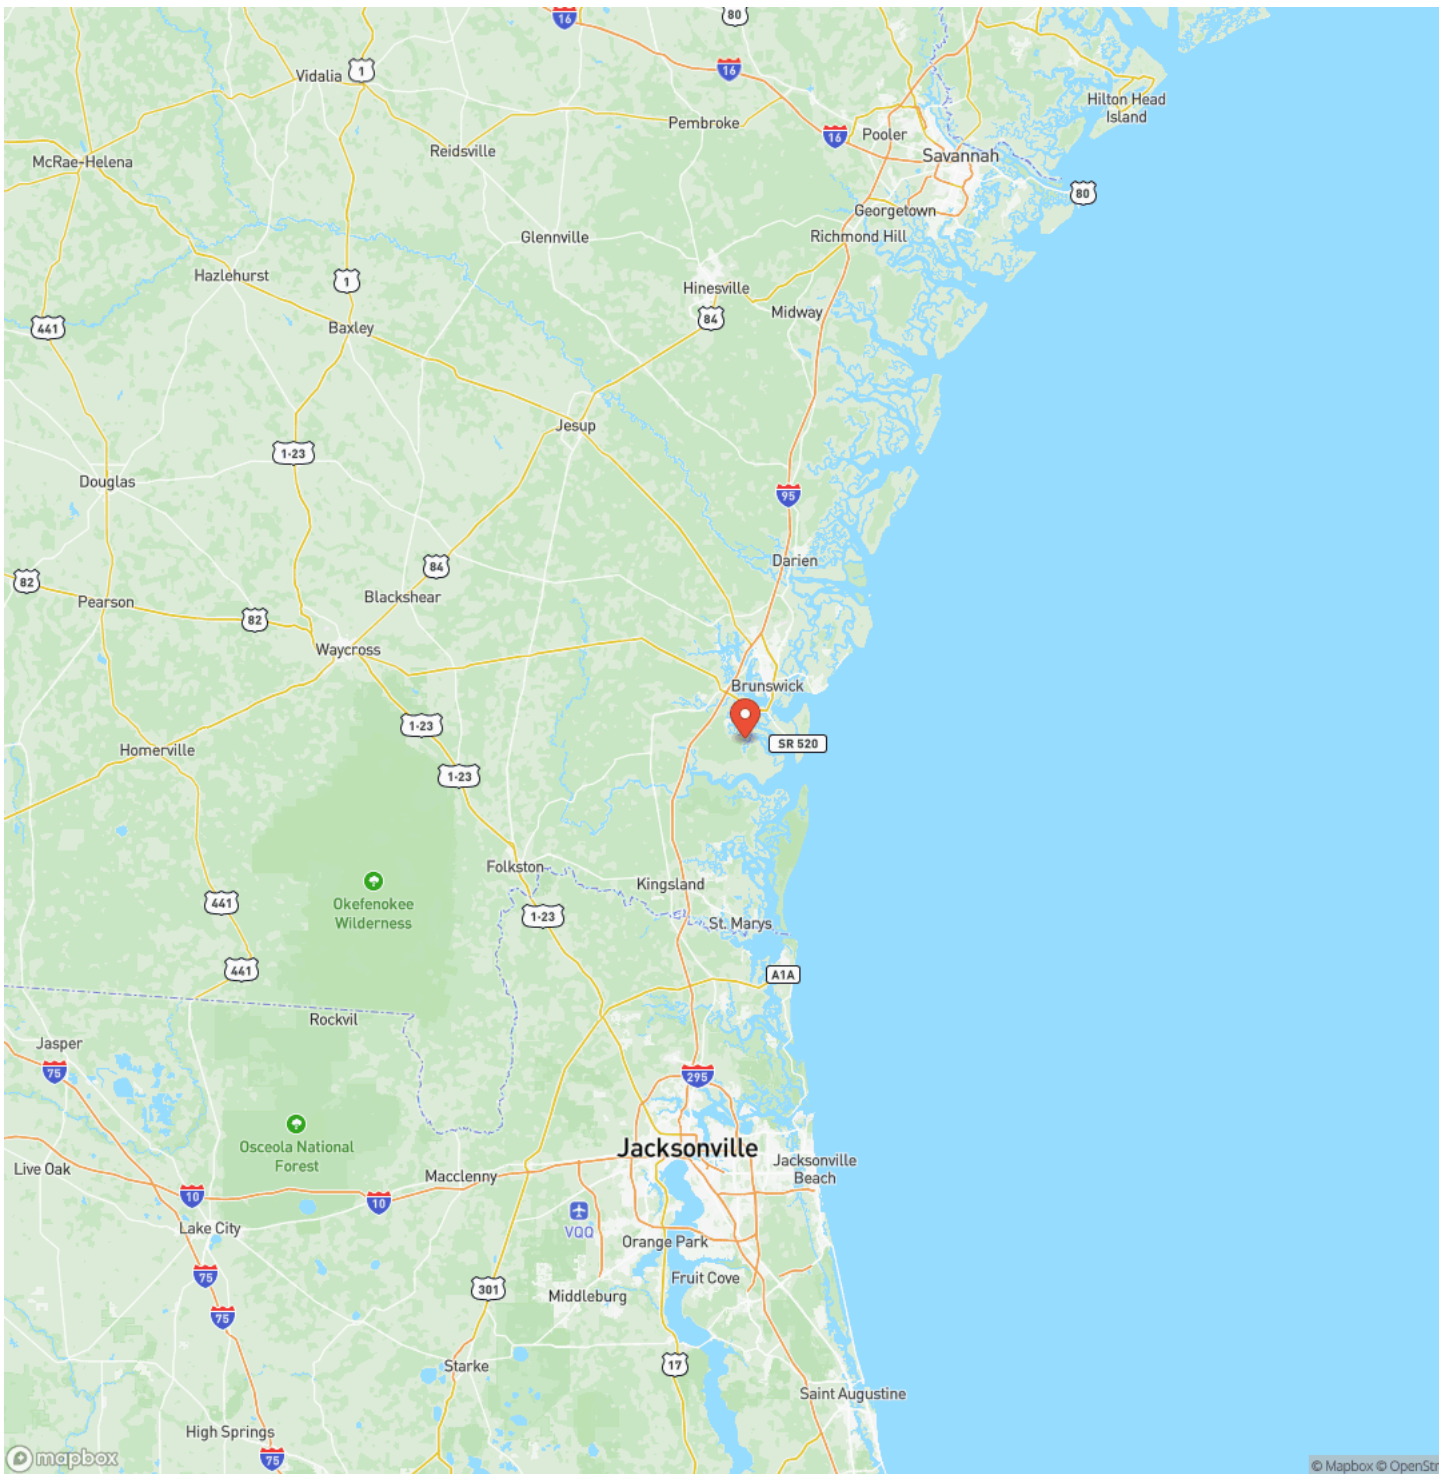 16
80
Vidalia
1
16
Hilton Head
Island
Pembroke
16
Pooler
McRae-Helena
Reidsville
Savannah
80
Georgetown
Glennville
Richmond Hill
Hazlehurst
1
Hinesville
Midway
84
441
Baxley
Jesup
1-23
Douglas
95
Darien
84
82
Blackshear
Pearson
82
Waycross
Brunswick
1-23
SR 520
Homerville
1-23
Folkston
Kingsland
Okefenokee
Wilderness
441
1-23
St. Marys
441
A1A
Rockvil
Jasper
75
295
Osceola National
Forest
Jacksonville
Live Oak
Macclenny
Jacksonville
Beach
10
10
Lake City
VQQ
Orange Park
75
Fruit Cove
301
Middleburg
75
Starke
17
Saint Augustine
High Springs
75
mapbox
© Mapbox © OpenStr